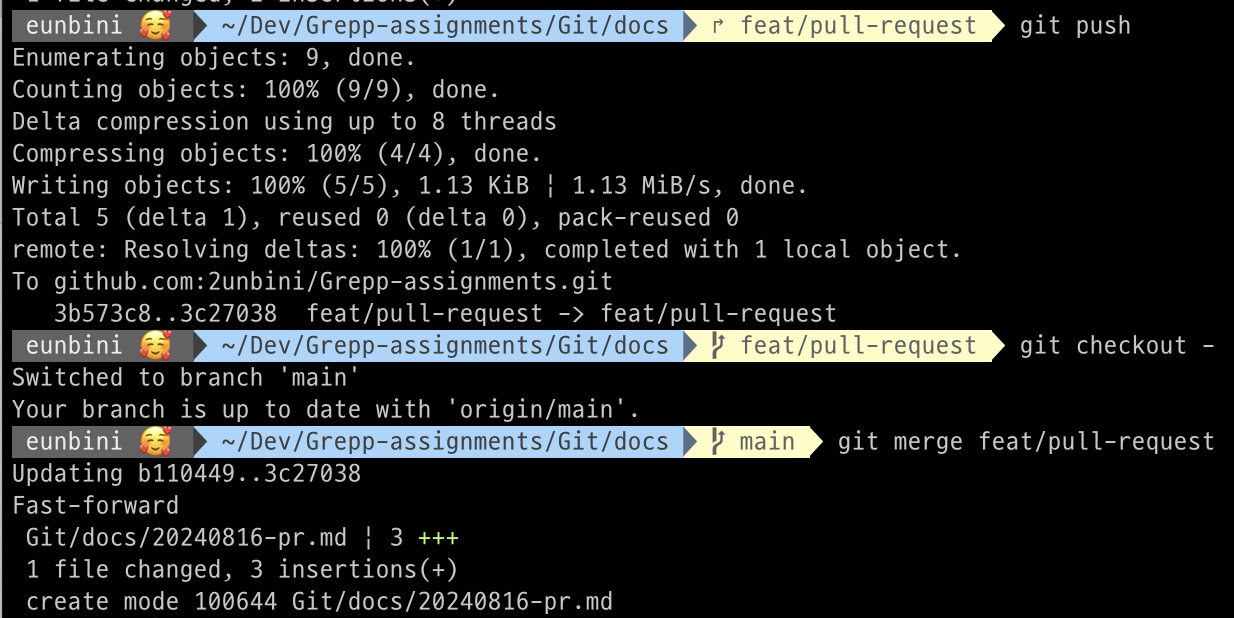 1 file changed, 1 insertions(+)
eunbini 🥰 ~/Dev/Grepp-assignments/Git/docs ↱ feat/pull-request git push
Enumerating objects: 9, done.
Counting objects: 100% (9/9), done.
Delta compression using up to 8 threads
Compressing objects: 100% (4/4), done.
Writing objects: 100% (5/5), 1.13 KiB ¦ 1.13 MiB/s, done.
Total 5 (delta 1), reused 0 (delta 0), pack-reused 0
remote: Resolving deltas: 100% (1/1), completed with 1 local object.
To github.com:2unbini/Grepp-assignments.git
3b573c8..3c27038 feat/pull-request -> feat/pull-request
eunbini 🥰 ~/Dev/Grepp-assignments/Git/docs feat/pull-request git checkout -
Switched to branch 'main'
Your branch is up to date with 'origin/main'.
eunbini 🥰 ~/Dev/Grepp-assignments/Git/docs main git merge feat/pull-request
Updating b110449..3c27038
Fast-forward
Git/docs/20240816-pr.md ¦ 3 +++
1 file changed, 3 insertions(+)
create mode 100644 Git/docs/20240816-pr.md